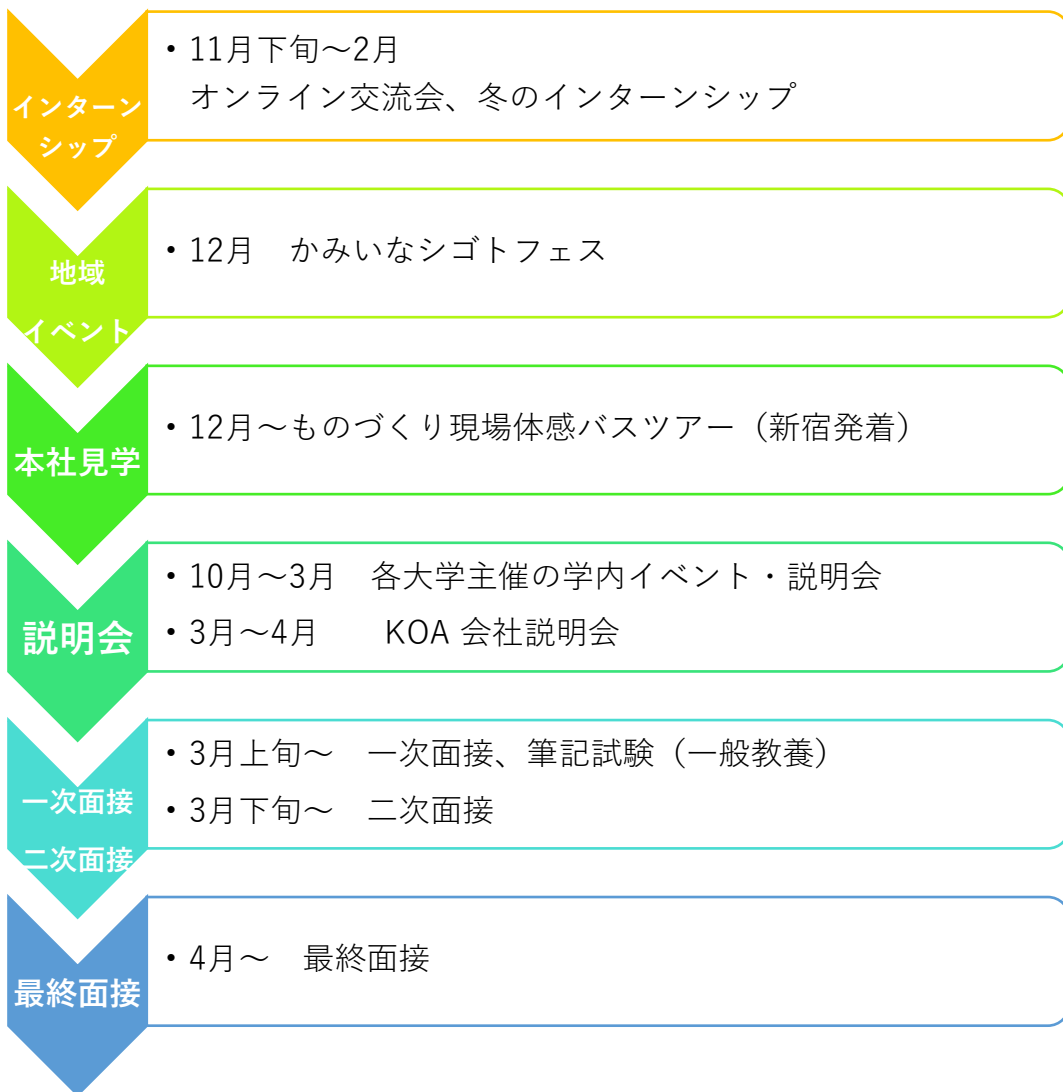 インターン
シップ
・11月下旬～2月
オンライン交流会、冬のインターンシップ
地域
イベント
・12月　かみいなシゴトフェス
本社見学
・12月～ものづくり現場体感バスツアー（新宿発着）
説明会
・10月～3月　各大学主催の学内イベント・説明会
・3月～4月　　KOA 会社説明会
一次面接
二次面接
・3月上旬～　一次面接、筆記試験（一般教養）
・3月下旬～　二次面接
最終面接
・4月～　最終面接